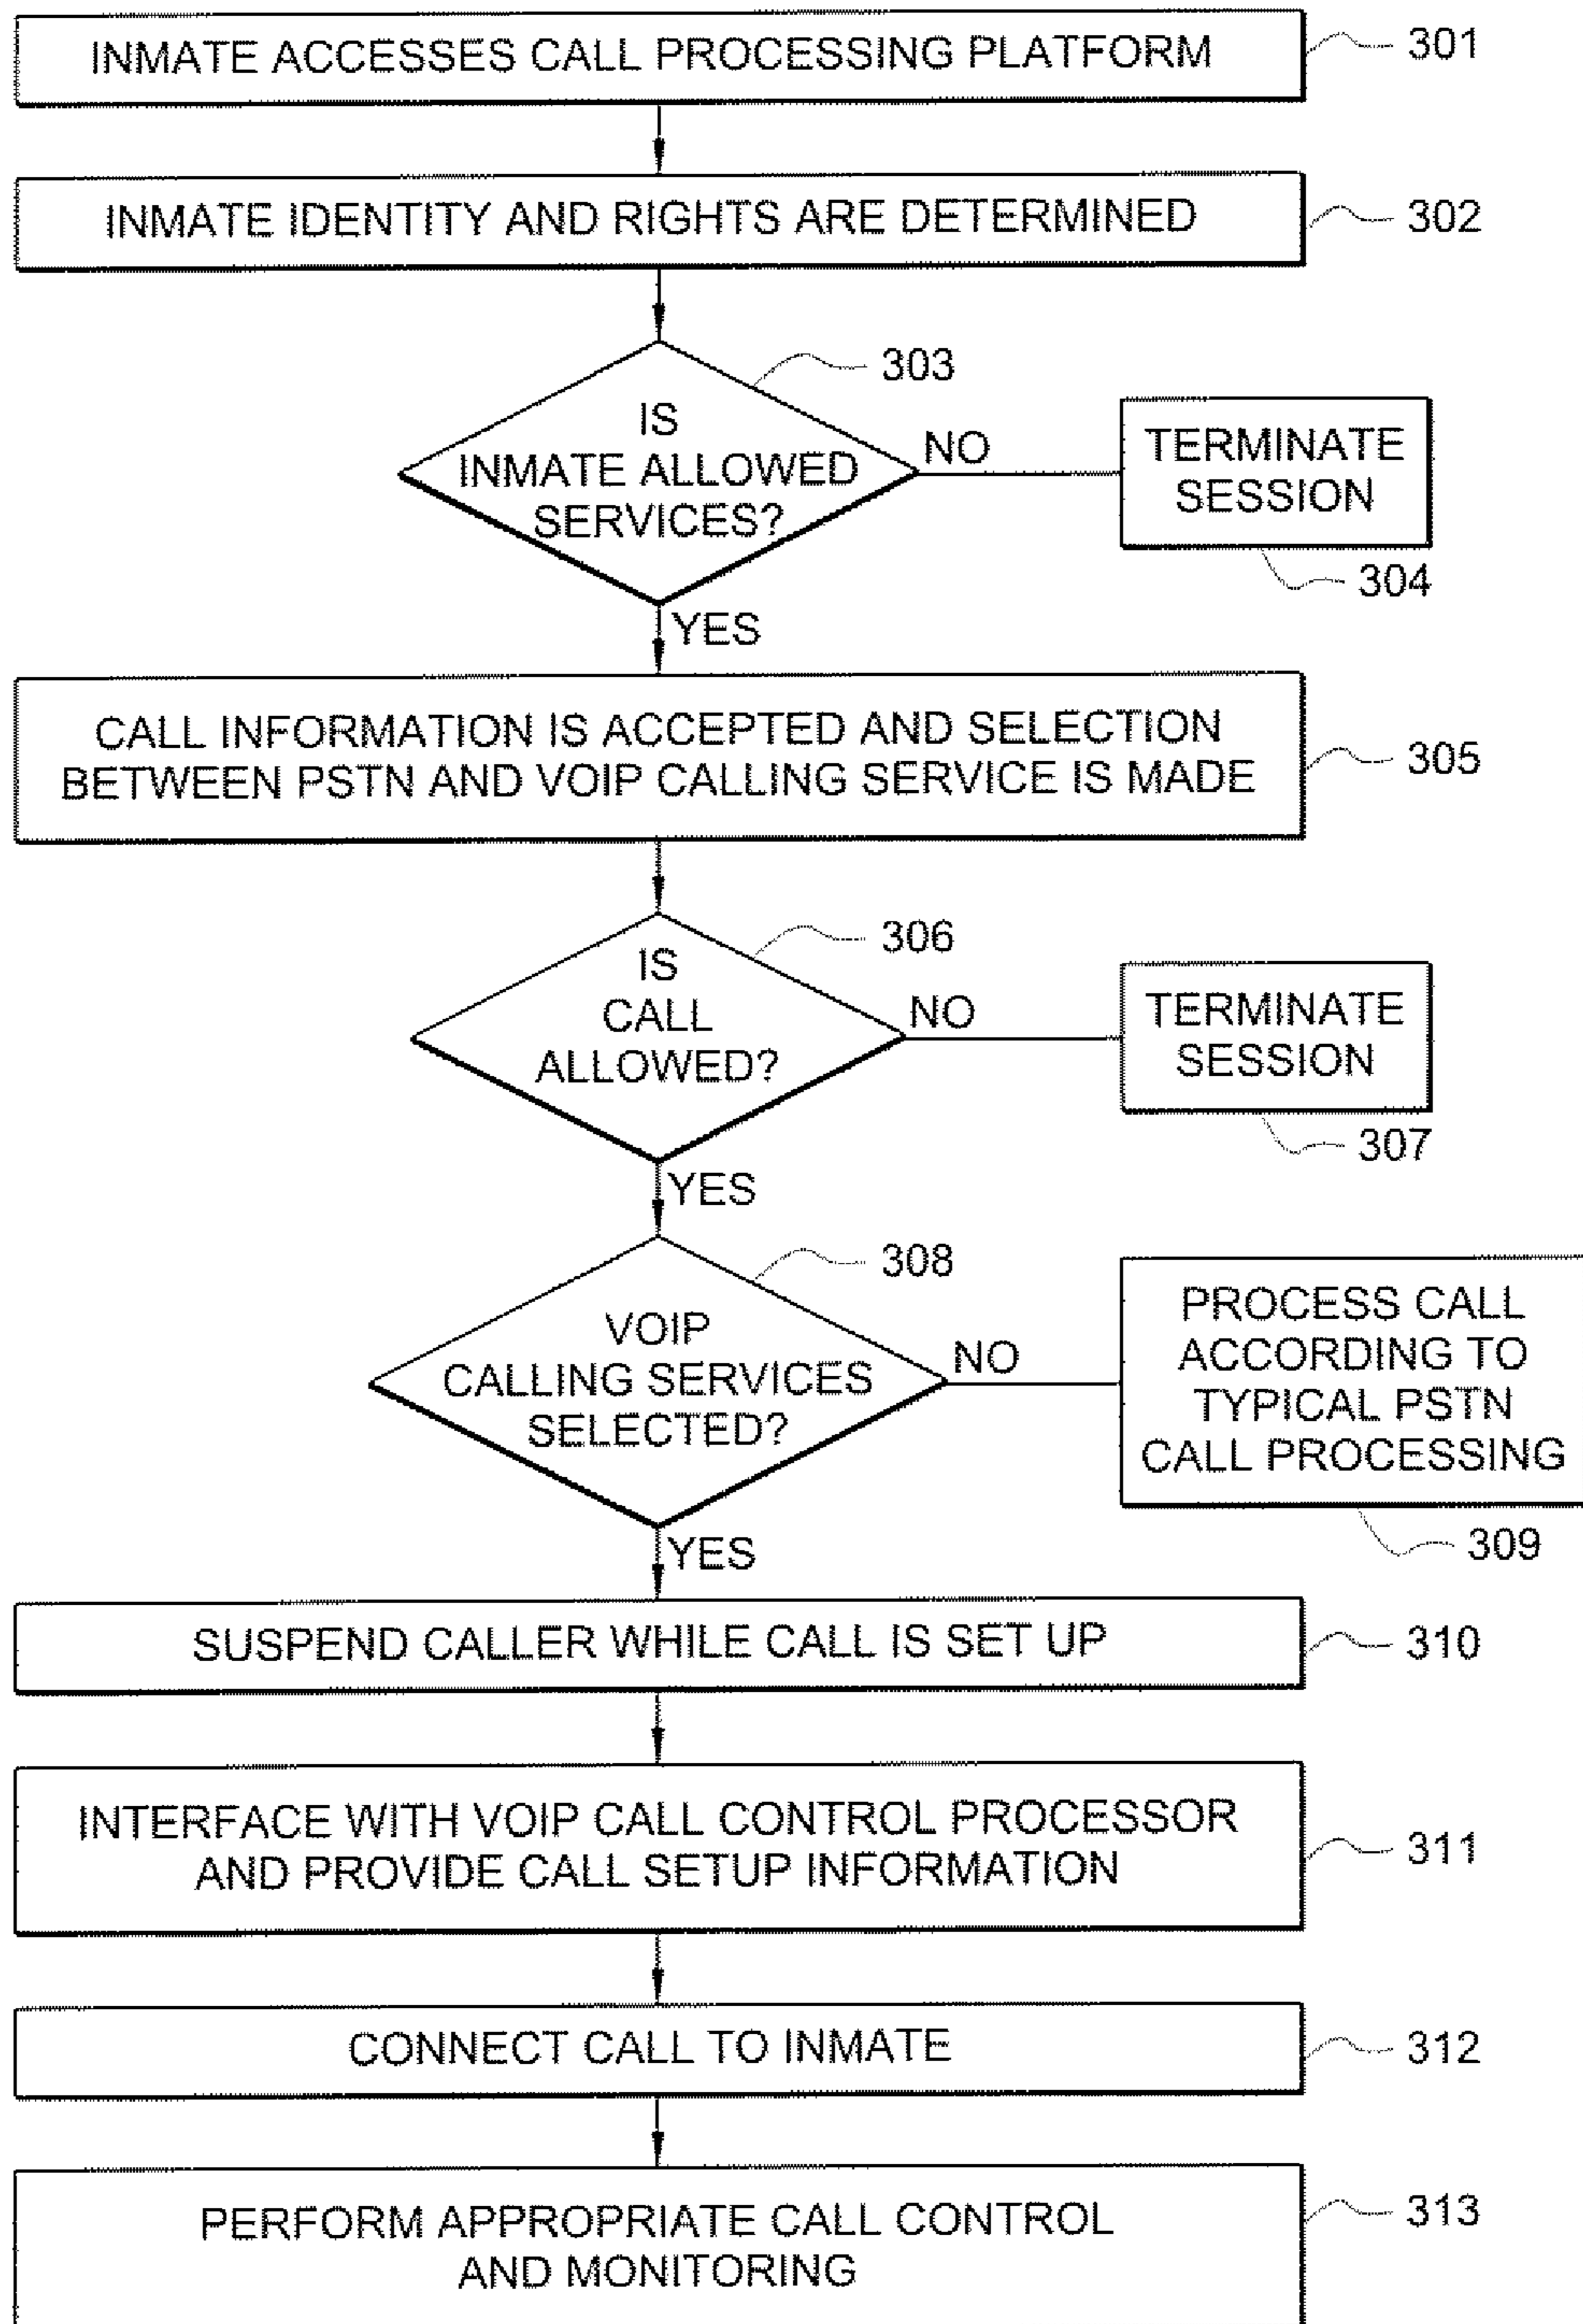 INMATE ACCESSES CALL PROCESSING PLATFORM
301
INMATE IDENTITY AND RIGHTS ARE DETERMINED
302
303
IS
INMATE ALLOWED
SERVICES?
NO
TERMINATE
SESSION
304
YES
CALL INFORMATION IS ACCEPTED AND SELECTION
BETWEEN PSTN AND VOIP CALLING SERVICE IS MADE
305
306
IS
CALL
ALLOWED?
NO
TERMINATE
SESSION
307
YES
308
VOIP
CALLING SERVICES
SELECTED?
NO
PROCESS CALL
ACCORDING TO
TYPICAL PSTN
CALL PROCESSING
309
YES
SUSPEND CALLER WHILE CALL IS SET UP
310
INTERFACE WITH VOIP CALL CONTROL PROCESSOR
AND PROVIDE CALL SETUP INFORMATION
311
CONNECT CALL TO INMATE
312
PERFORM APPROPRIATE CALL CONTROL
AND MONITORING
313